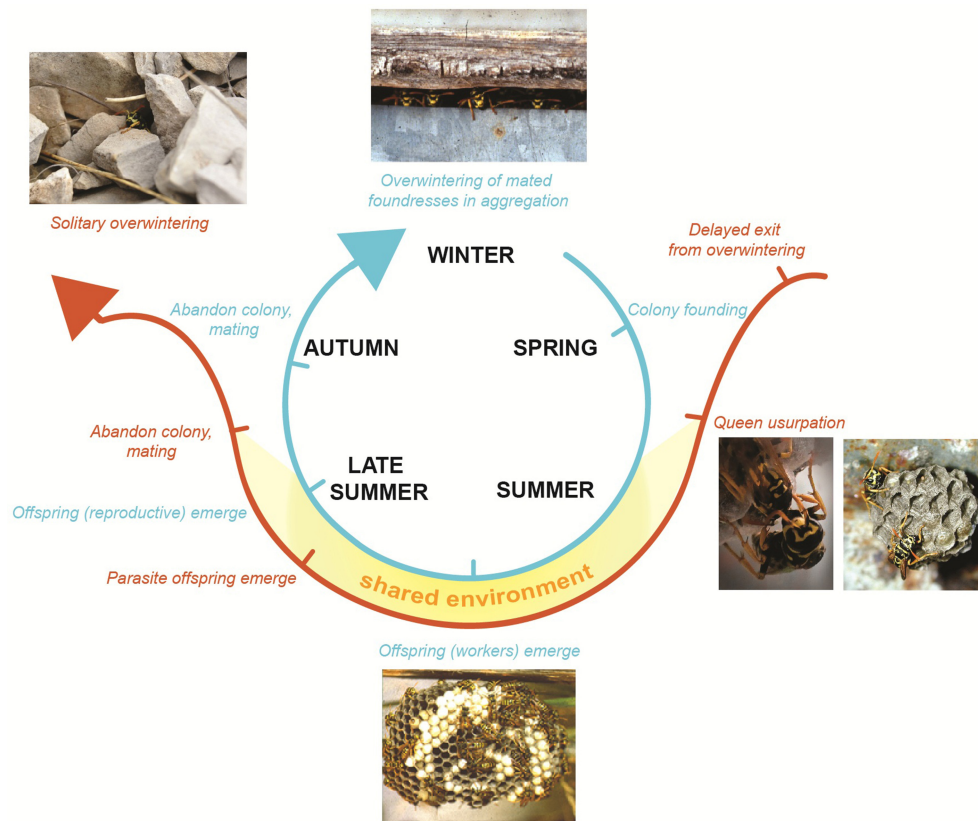 Solitary overwintering
Overwintering of mated
foundresses in aggregation
Delayed exit
from overwintering
WINTER
Abandon colony,
mating
Colony founding
AUTUMN
SPRING
Abandon colony,
mating
Queen usurpation
LATE
SUMMER
SUMMER
Offspring (reproductive) emerge
Parasite offspring emerge
shared environment
Offspring (workers) emerge